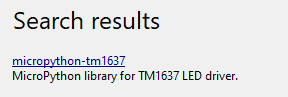 Search results
micropython-tm1637
MicroPython library for TM1637 LED driver.